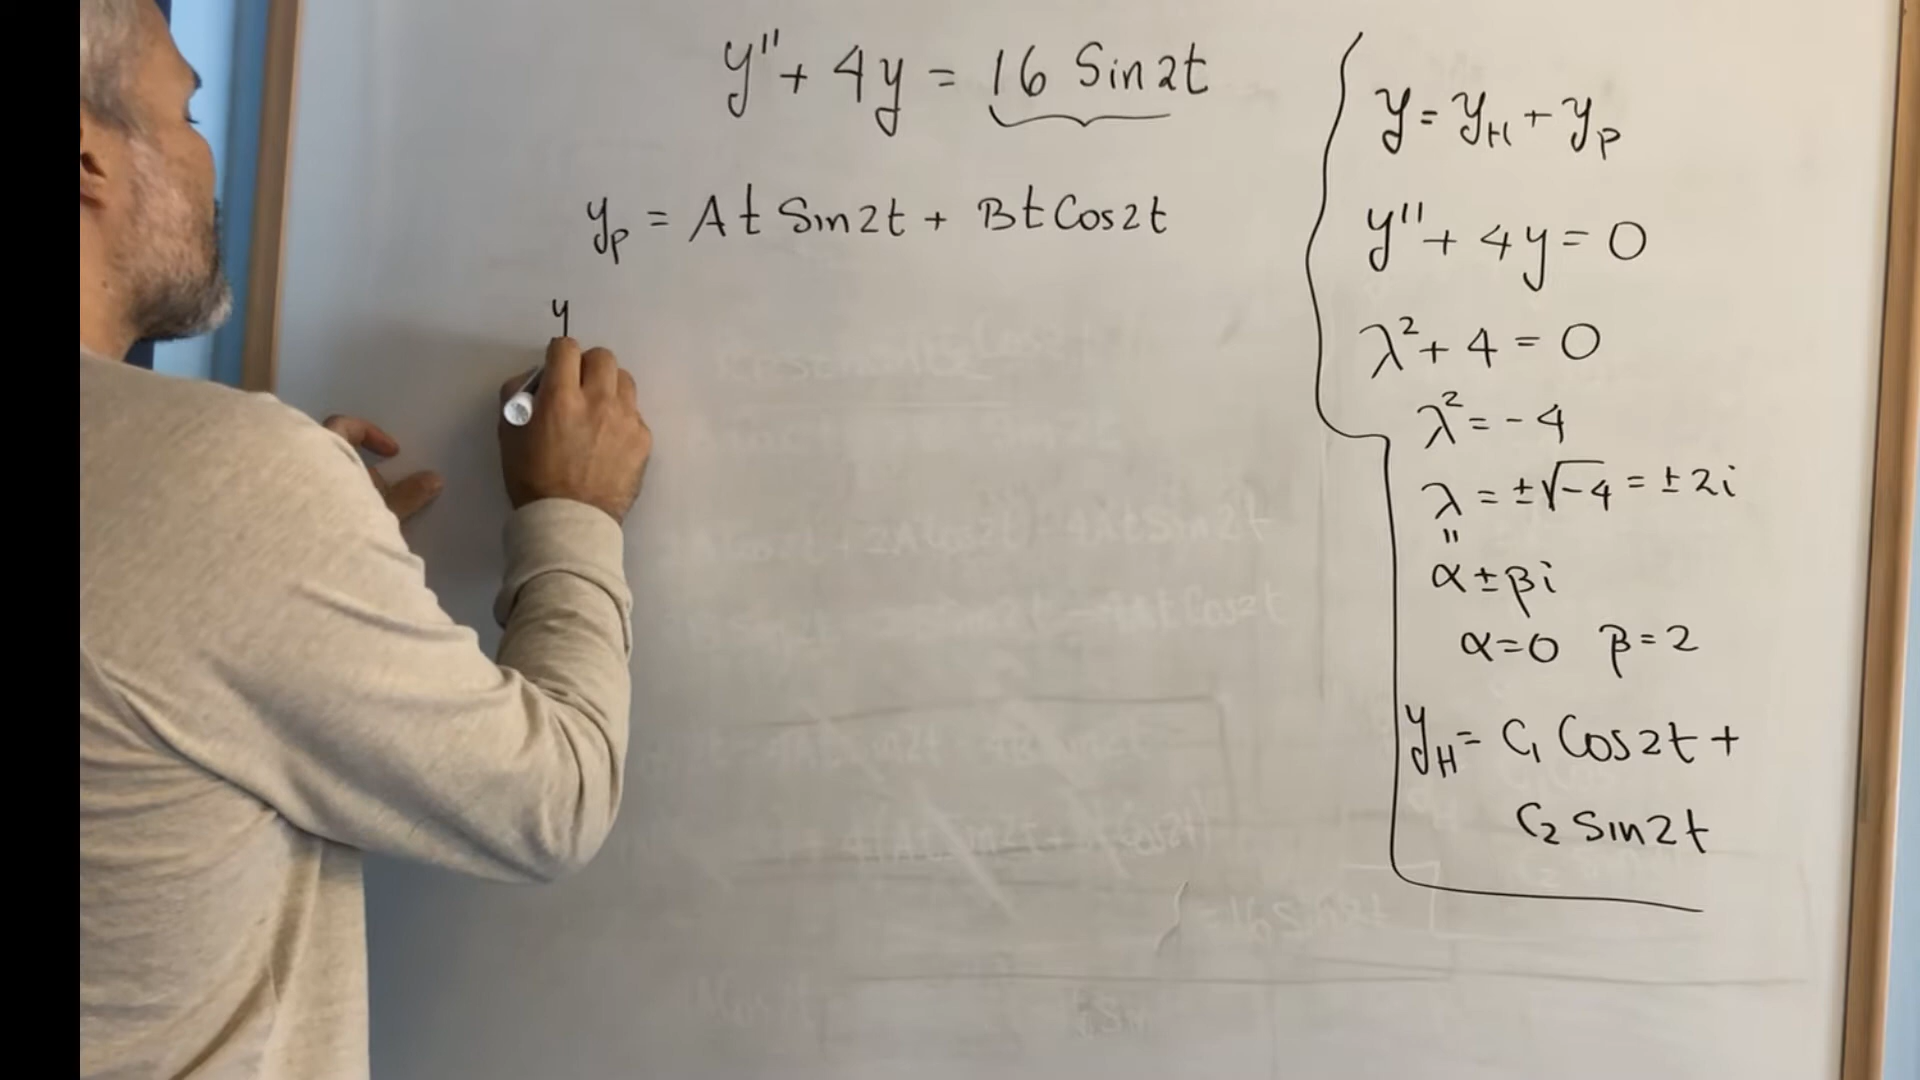 y'' + 4y = 16 Sin2t
yp = At Sin2t + Bt Cos2t
y
y = yH + yp
y'' + 4y = 0
λ² + 4 = 0
λ² = -4
λ = ±√-4 = ±2i
"
α ± βi
α=0 β=2
yH = C1 Cos2t +
C2 Sin2t